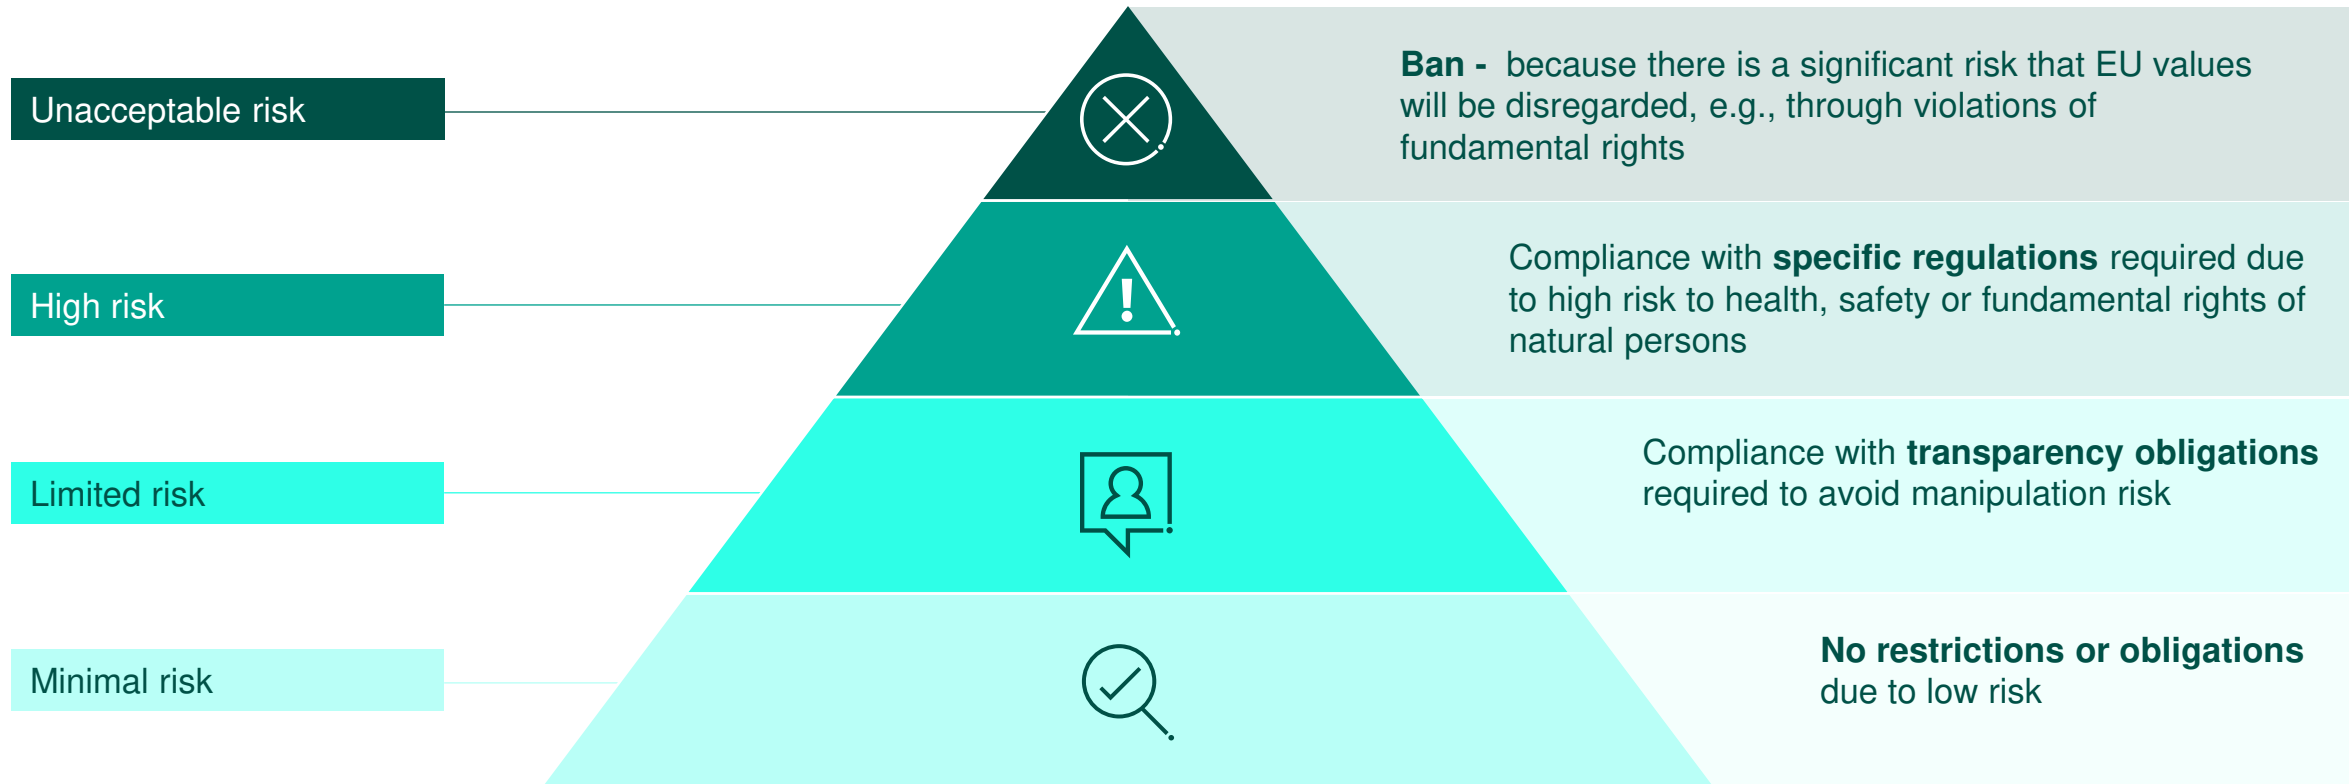 Unacceptable risk
Ban - because there is a significant risk that EU values
will be disregarded, e.g., through violations of
fundamental rights
High risk
Compliance with specific regulations required due
to high risk to health, safety or fundamental rights of
natural persons
Limited risk
Compliance with transparency obligations
required to avoid manipulation risk
Minimal risk
No restrictions or obligations
due to low risk